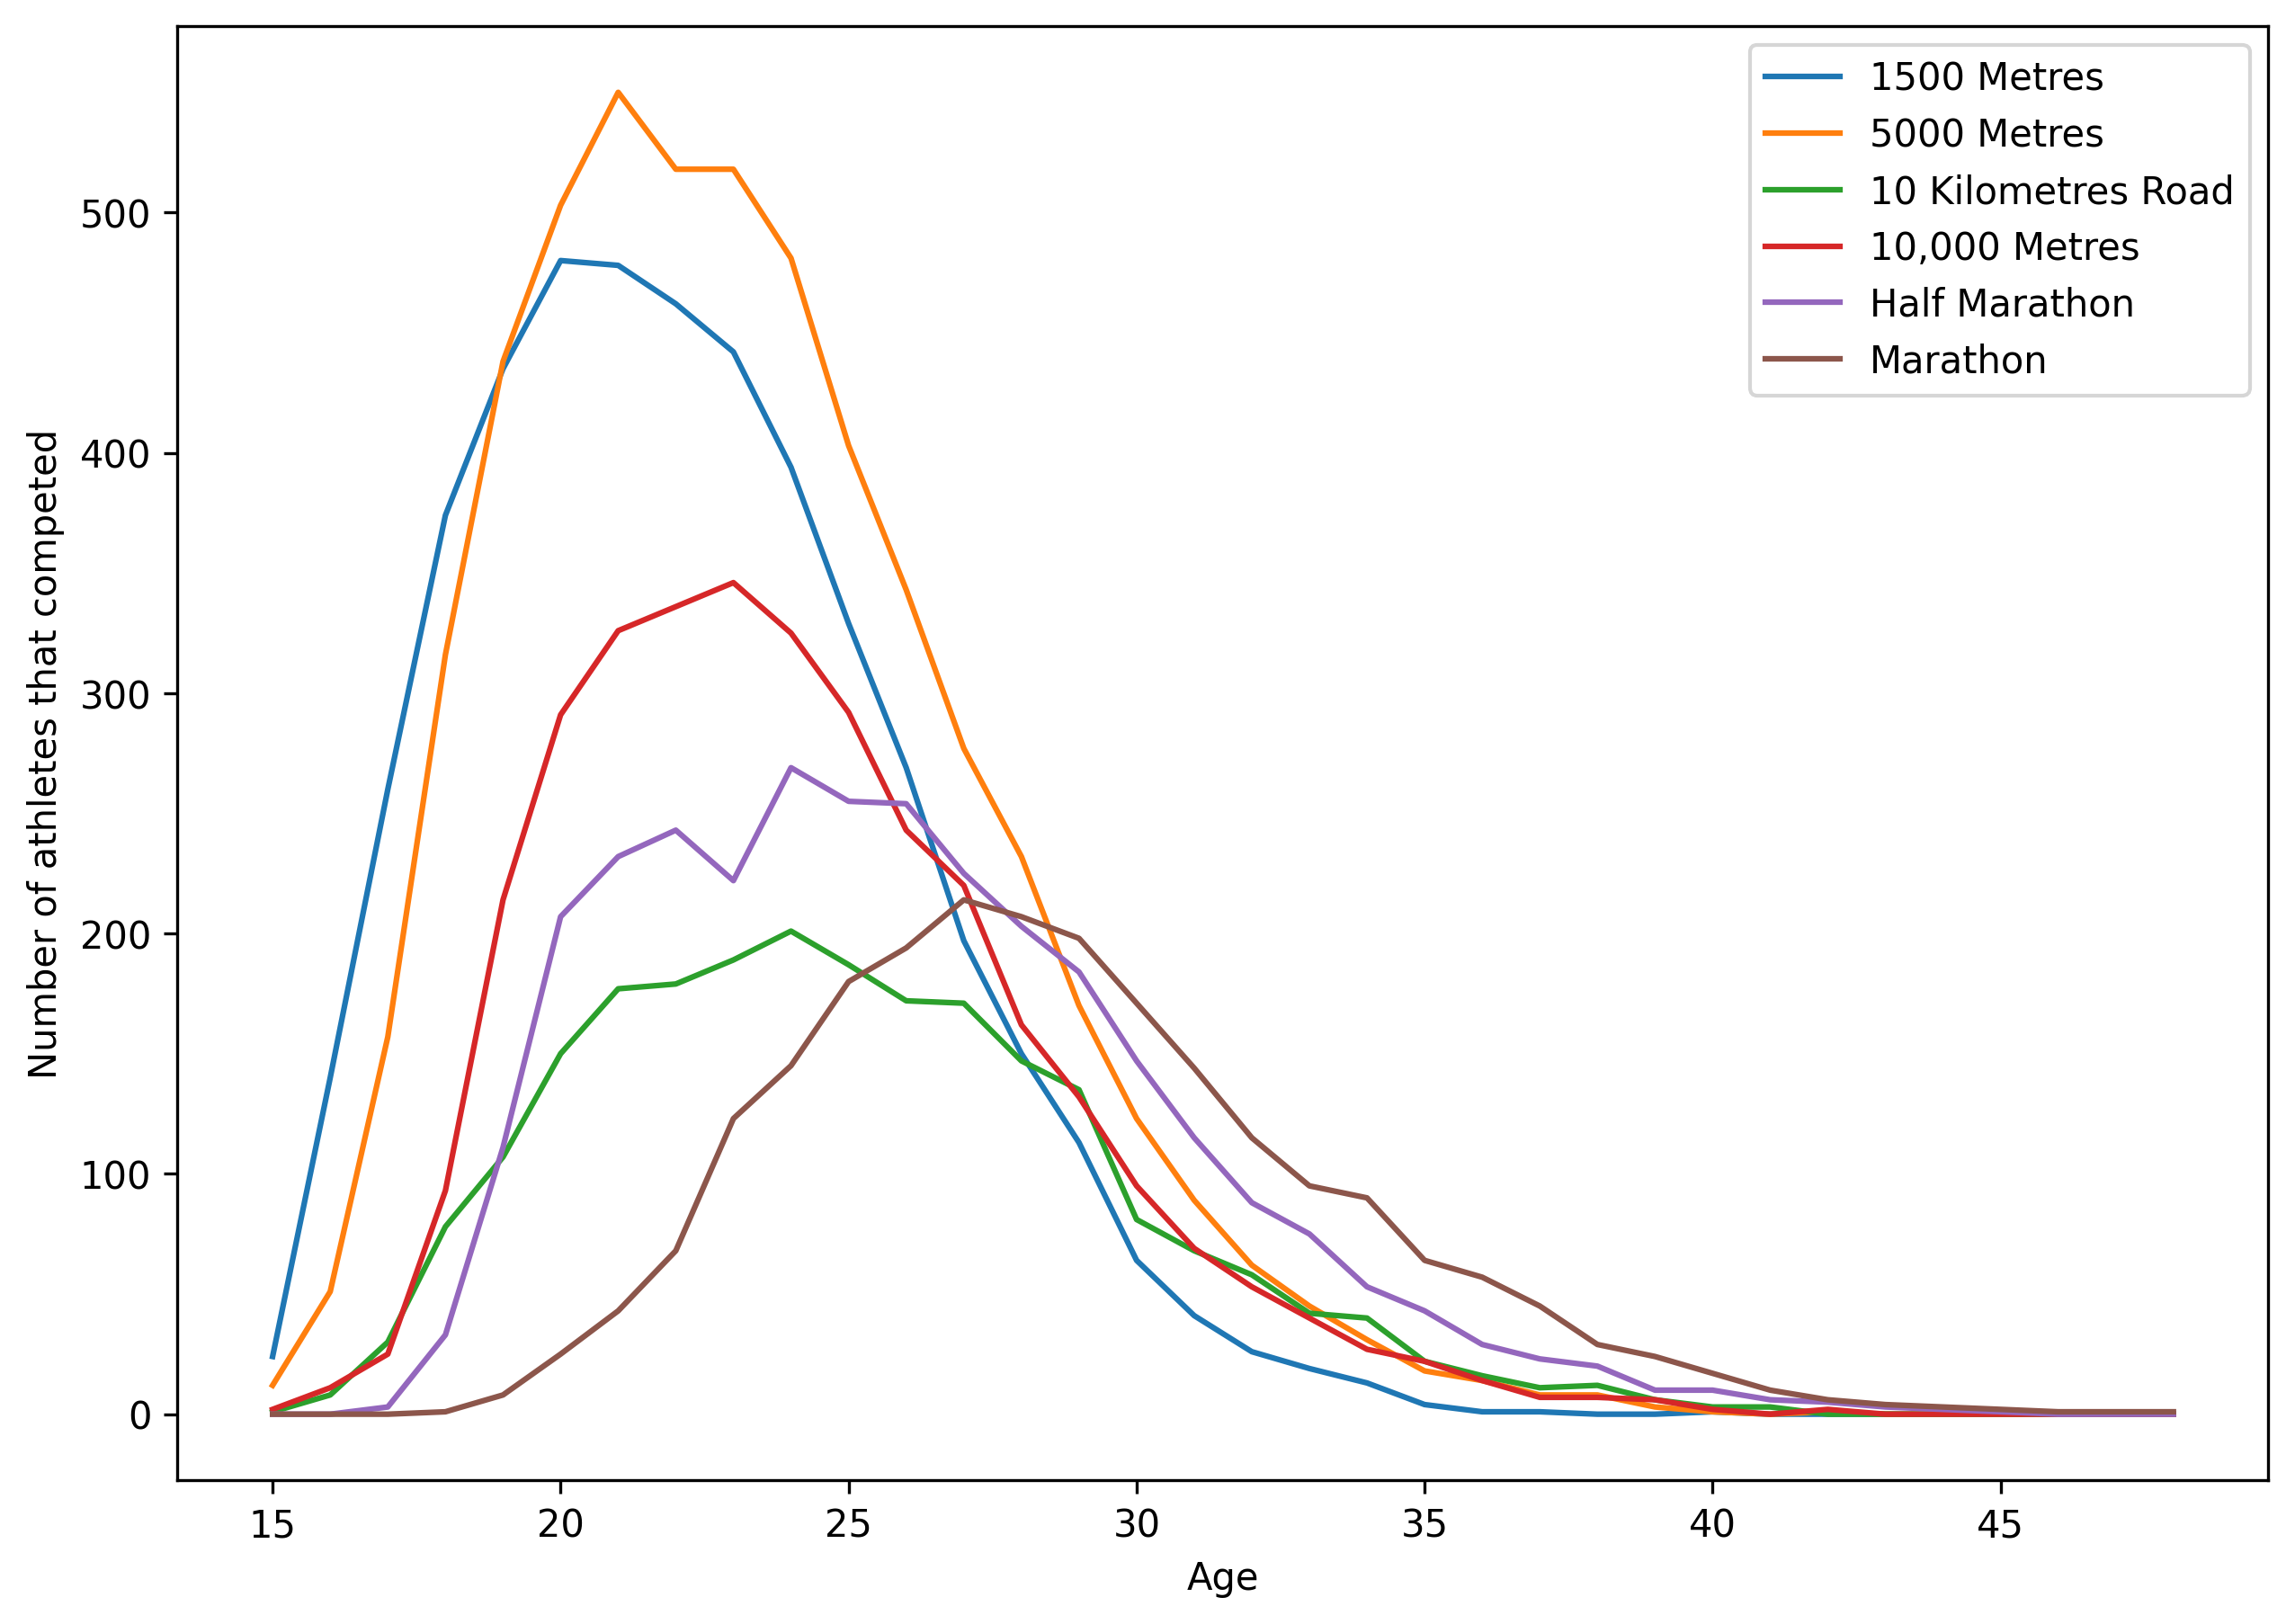 1500 Metres
5000 Metres
10 Kilometres Road
10,000 Metres
Half Marathon
Marathon
Number of athletes that competed
500
400
300
200
100
0
15 20 25 30 35 40 45
Age